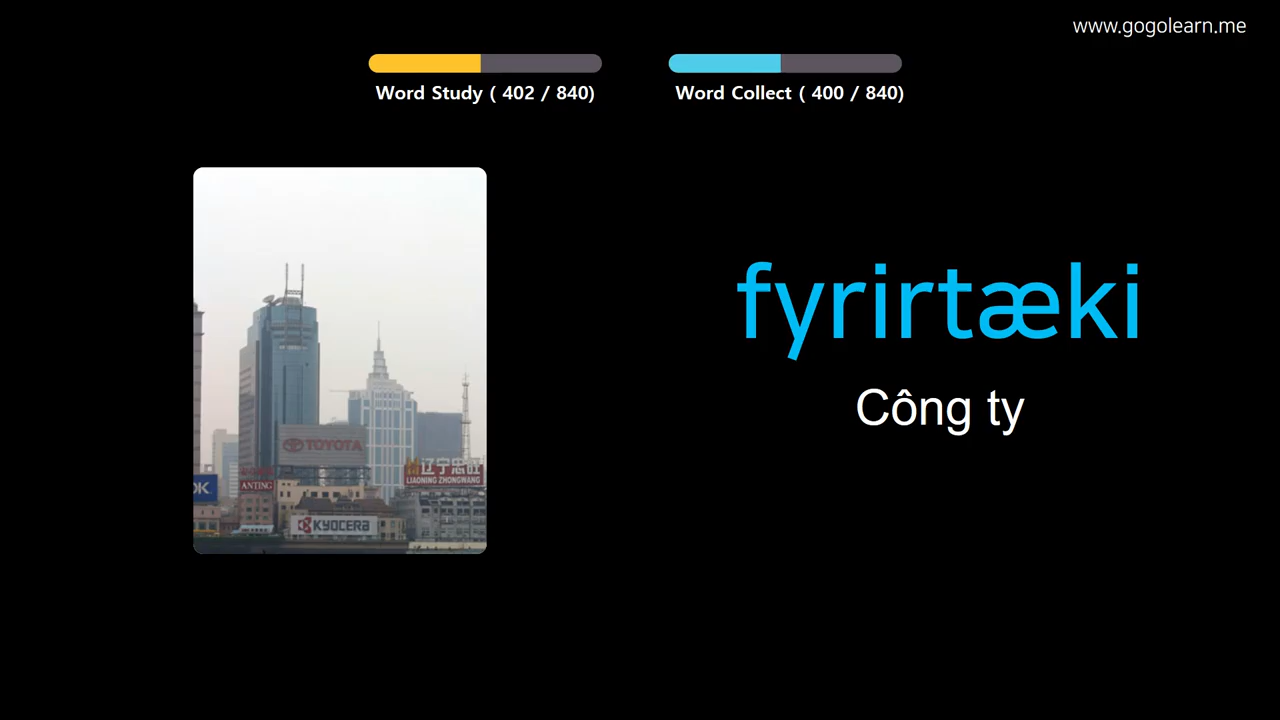 www.gogolearn.me
Word Study ( 402 / 840)
Word Collect ( 400 / 840)
fyrirtæki
Công ty
TOYOTA
辽宁忠旺
LIAONING ZHONGWANG
OK.
ANTING
KYOCERA